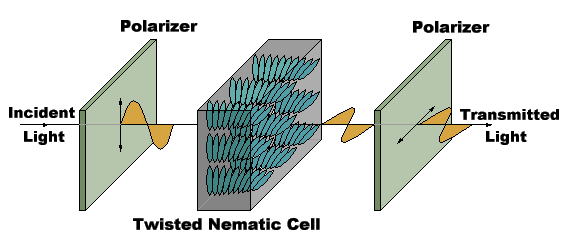 Polarizer
Polarizer
Incident
Light
Transmitted
Light
Twisted Nematic Cell